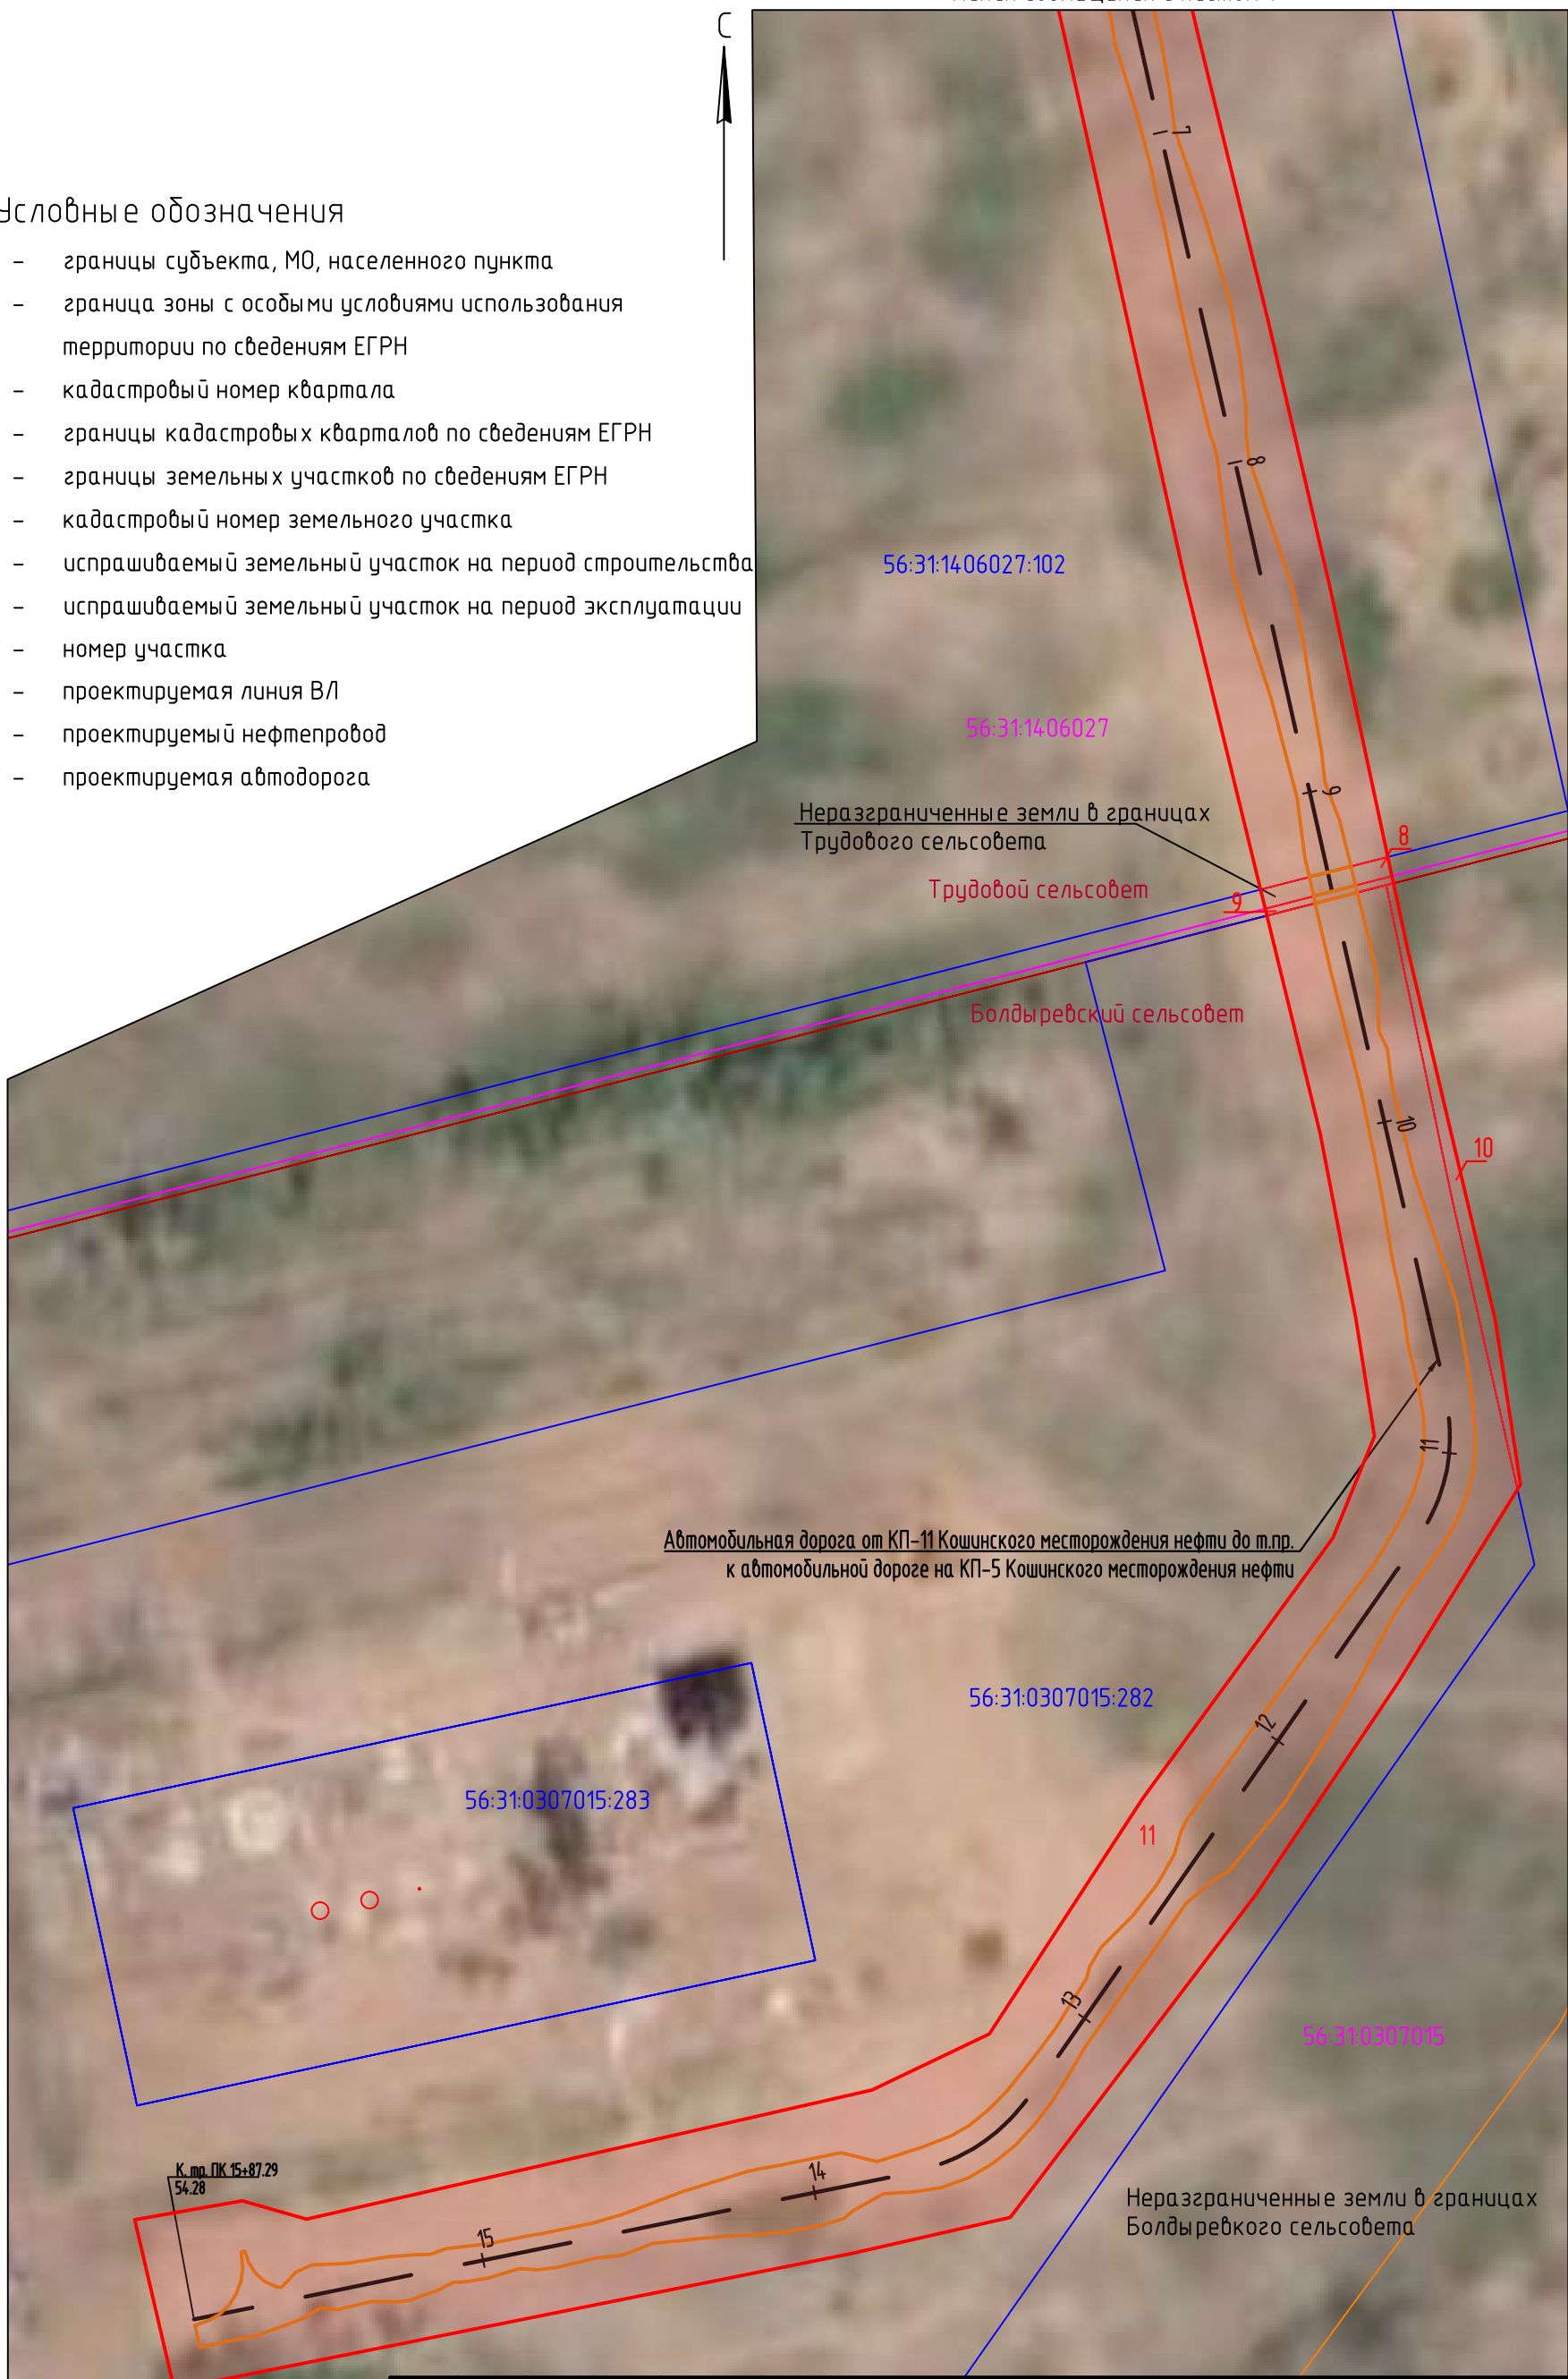 С
Условные обозначения
- границы субъекта, МО, населенного пункта
- граница зоны с особыми условиями использования
территории по сведениям ЕГРН
- кадастровый номер квартала
- границы кадастровых кварталов по сведениям ЕГРН
- границы земельных участков по сведениям ЕГРН
- кадастровый номер земельного участка
- испрашиваемый земельный участок на период строительства
- испрашиваемый земельный участок на период эксплуатации
- номер участка
- проектируемая линия ВЛ
- проектируемый нефтепровод
- проектируемая автодорога
7
8
56:31:1406027:102
56:31:1406027
9
Неразграниченные земли в границах
Трудового сельсовета
8
Трудовой сельсовет
9
Болдыревский сельсовет
10
10
11
Автомобильная дорога от КП-11 Кошинского месторождения нефти до т.пр.
к автомобильной дороге на КП-5 Кошинского месторождения нефти
56:31:0307015:282
12
56:31:0307015:283
11
13
56:31:0307015
К. тр. ПК 15+87.29
54.28
14
Неразграниченные земли в границах
Болдыревкого сельсовета
15